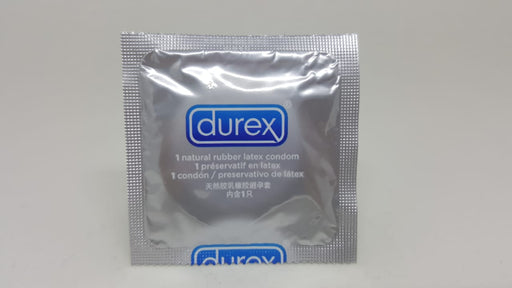 durex®
1 natural rubber latex condom
1 préservatif en latex
1 condón / preservativo de látex
天然胶乳橡胶避孕套
内含1只
durex